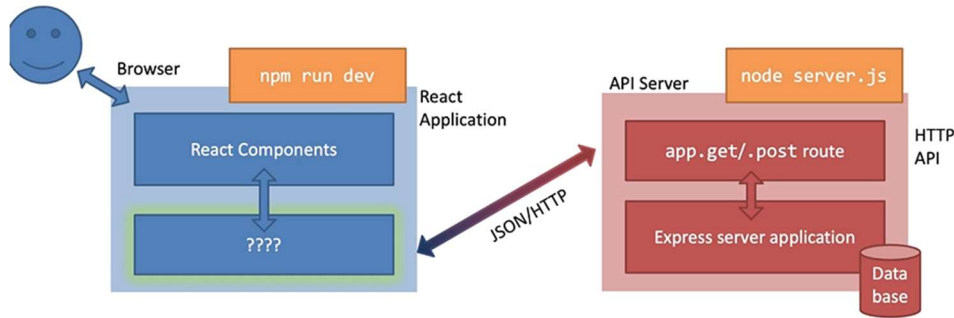 Browser
npm run dev
React
Application
React Components
????
JSON/HTTP
API Server
node server.js
HTTP
API
app.get/.post route
Express server application
Data
base